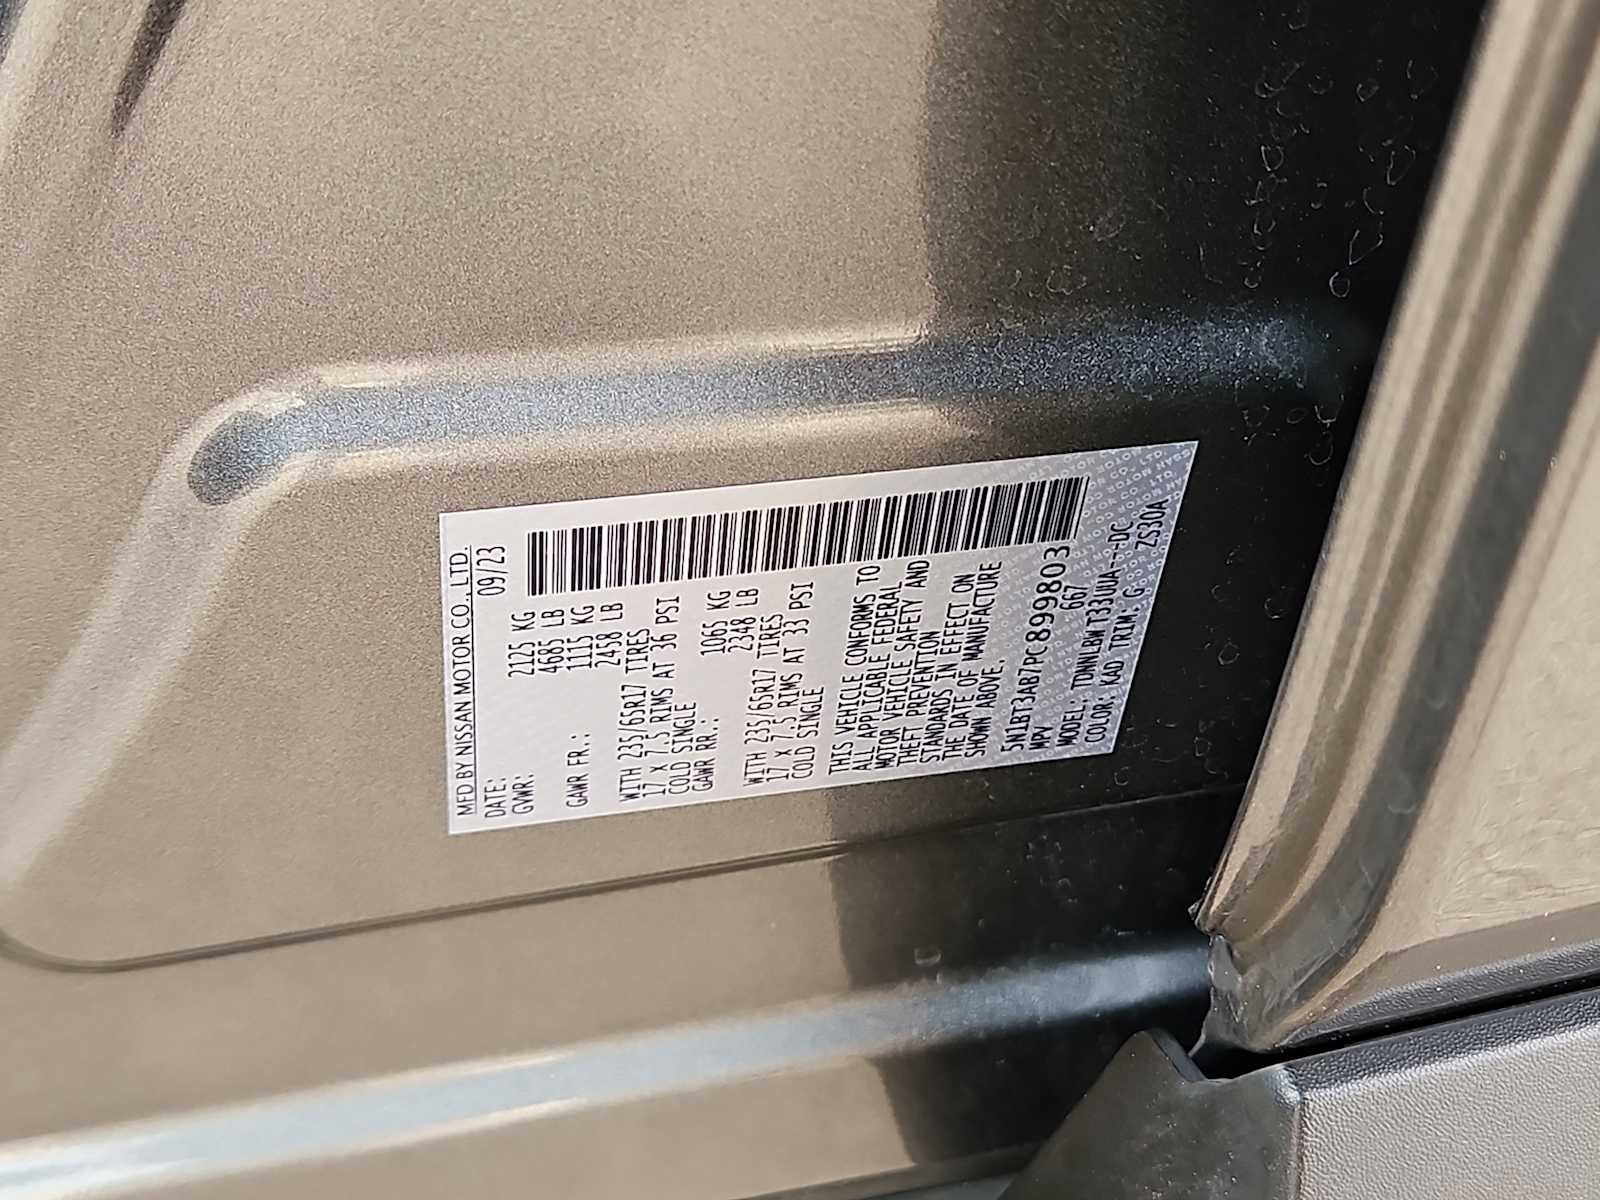 MFD BY NISSAN MOTOR CO., LTD.
DATE: 09/23
GVWR: 2125 KG
4685 LB
GAWR FR.: 1115 KG
2458 LB
WITH 235/65R17 TIRES
17 X 7.5 RIMS AT 36 PSI
COLD SINGLE
GAWR RR.: 1065 KG
2348 LB
WITH 235/65R17 TIRES
17 X 7.5 RIMS AT 33 PSI
COLD SINGLE
THIS VEHICLE CONFORMS TO
ALL APPLICABLE FEDERAL
MOTOR VEHICLE SAFETY AND
THEFT PREVENTION
STANDARDS IN EFFECT ON
THE DATE OF MANUFACTURE
SHOWN ABOVE.
5N1BT3AB7PC899803
MPV 667
MODEL: TDNNLBW T33UUA---DC
COLOR: KAD TRIM: G ZS30A